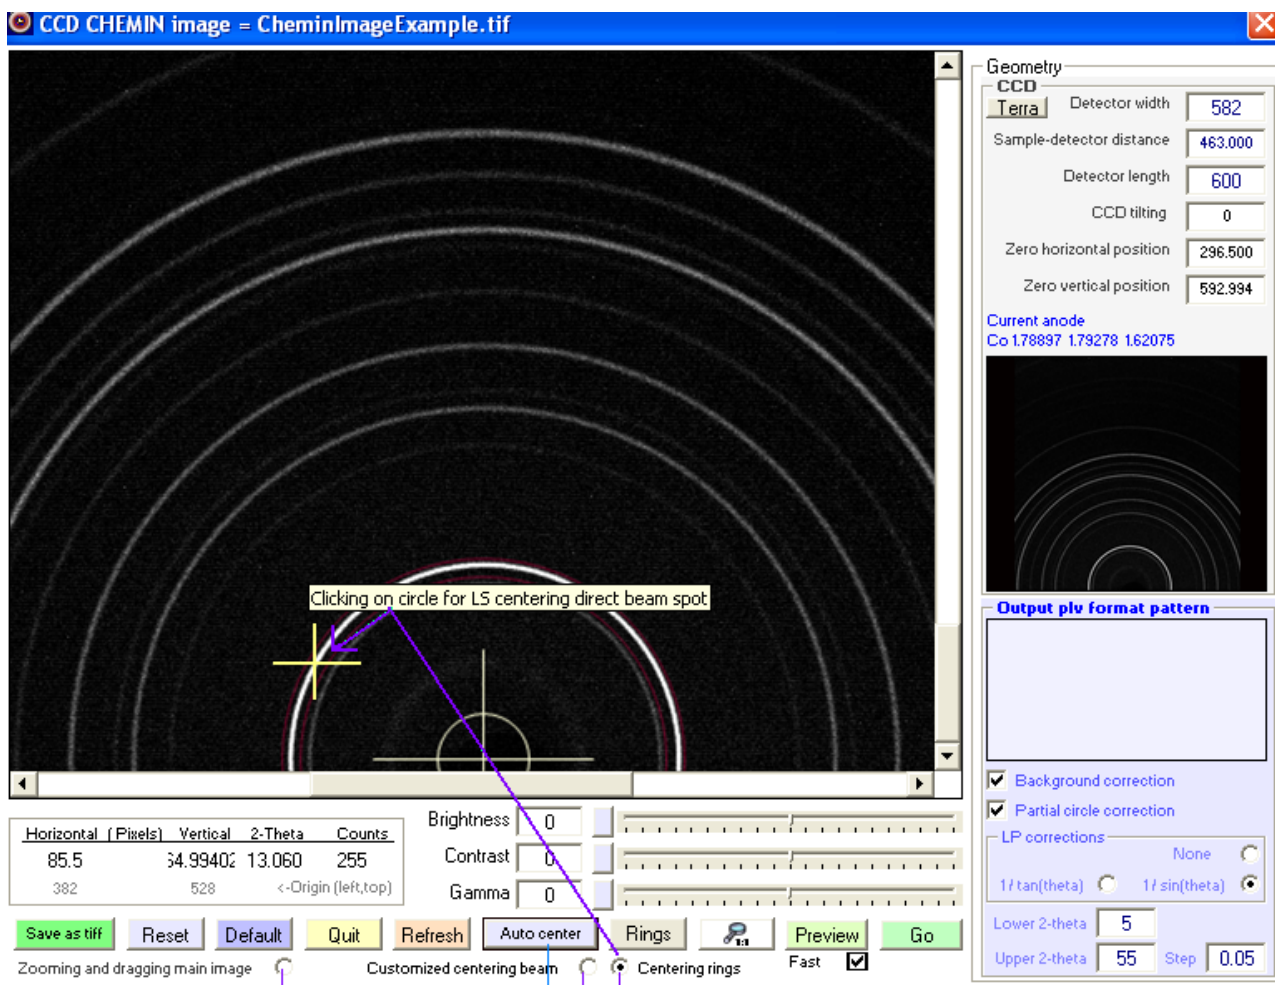 CCD CHEMIN image = CheminImageExample.tif
Geometry
CCD
Terra
Detector width 582
Sample-detector distance 463.000
Detector length 600
CCD tilting 0
Zero horizontal position 296.500
Zero vertical position 592.994
Current anode
Co 1.78897 1.79278 1.62075
Clicking on circle for LS centering direct beam spot
Output plv format pattern
Background correction
Partial circle correction
LP corrections
None
1/ tan(theta) 1/ sin(theta)
Lower 2-theta 5
Upper 2-theta 55 Step 0.05
Horizontal (Pixels) Vertical 2-Theta Counts
85.5 54.99402 13.060 255
382 528 <-Origin (left,top)
Brightness 0
Contrast 0
Gamma 0
Save as tiff Reset Default Quit Refresh Auto center Rings 1:1 Preview Go
Zooming and dragging main image Customized centering beam Centering rings Fast